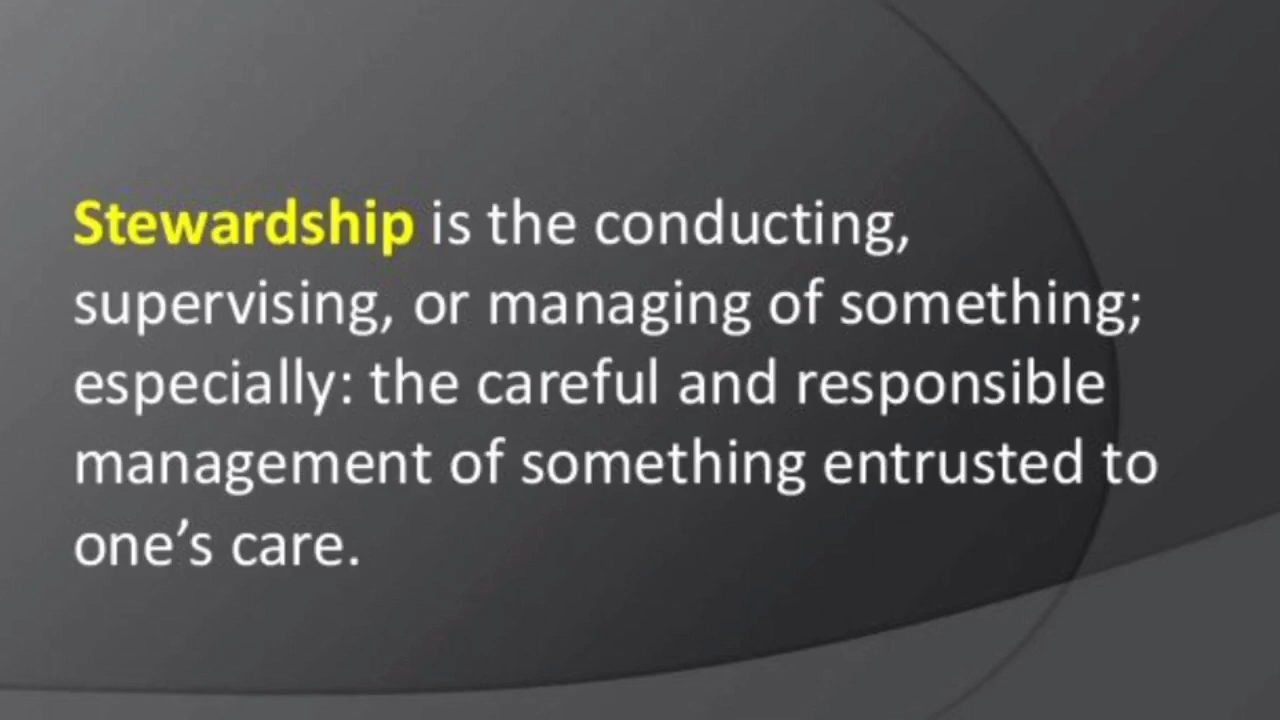 Stewardship is the conducting,
supervising, or managing of something;
especially: the careful and responsible
management of something entrusted to
one’s care.